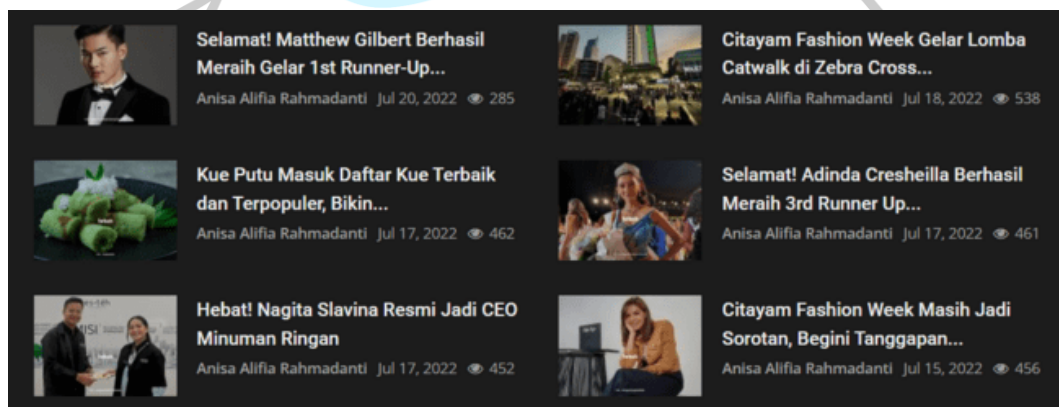 Selamat! Matthew Gilbert Berhasil
Meraih Gelar 1st Runner-Up...
Anisa Alifia Rahmadanti Jul 20, 2022 285
Citayam Fashion Week Gelar Lomba
Catwalk di Zebra Cross...
Anisa Alifia Rahmadanti Jul 18, 2022 538
Kue Putu Masuk Daftar Kue Terbaik
dan Terpopuler, Bikin...
Anisa Alifia Rahmadanti Jul 17, 2022 462
Selamat! Adinda Cresheilla Berhasil
Meraih 3rd Runner Up...
Anisa Alifia Rahmadanti Jul 17, 2022 461
Hebat! Nagita Slavina Resmi Jadi CEO
Minuman Ringan
Anisa Alifia Rahmadanti Jul 17, 2022 452
Citayam Fashion Week Masih Jadi
Sorotan, Begini Tanggapan...
Anisa Alifia Rahmadanti Jul 15, 2022 456